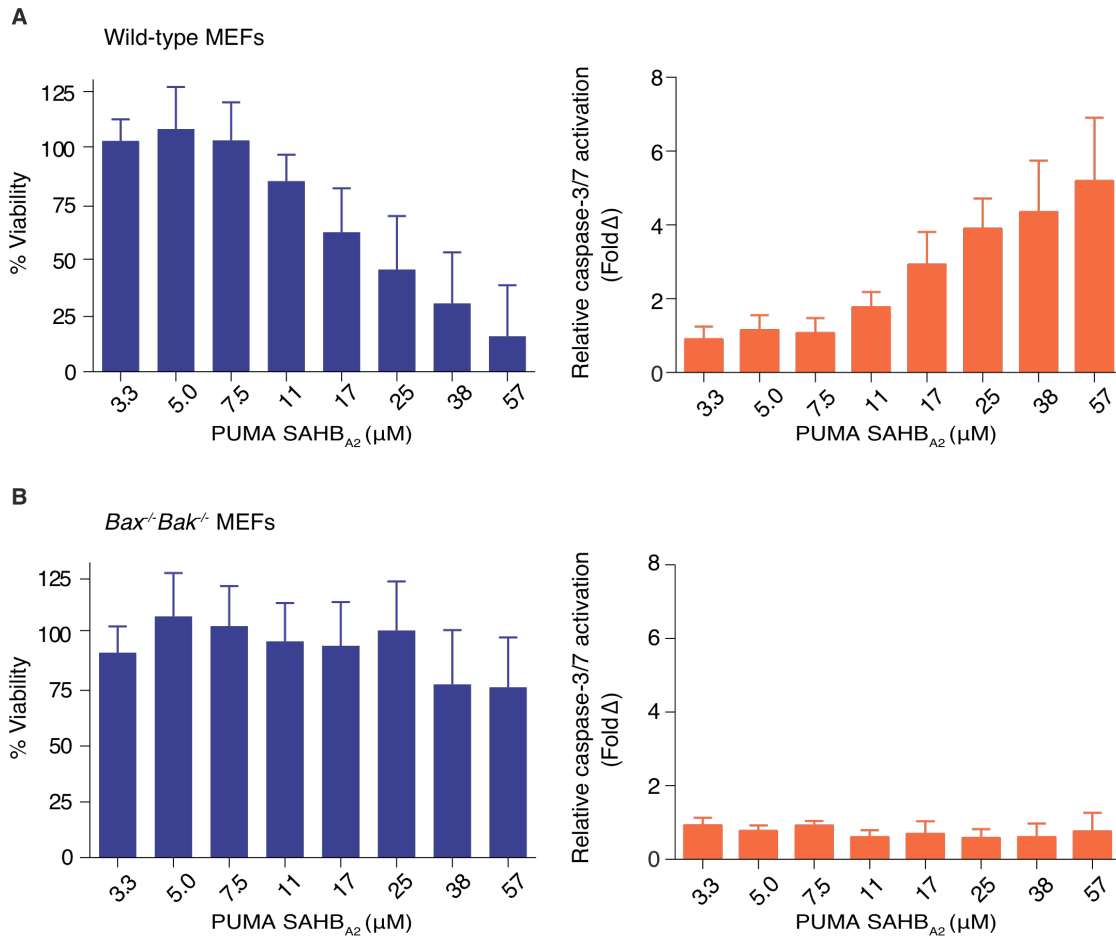 A
Wild-type MEFs
% Viability
125
100
75
50
25
0
3.3 5.0 7.5 11 17 25 38 57
PUMA SAHB_A2 (μM)
Relative caspase-3/7 activation
(Fold Δ)
8
6
4
2
0
3.3 5.0 7.5 11 17 25 38 57
PUMA SAHB_A2 (μM)
B
Bax-/-Bak-/- MEFs
% Viability
125
100
75
50
25
0
3.3 5.0 7.5 11 17 25 38 57
PUMA SAHB_A2 (μM)
Relative caspase-3/7 activation
(Fold Δ)
8
6
4
2
0
3.3 5.0 7.5 11 17 25 38 57
PUMA SAHB_A2 (μM)